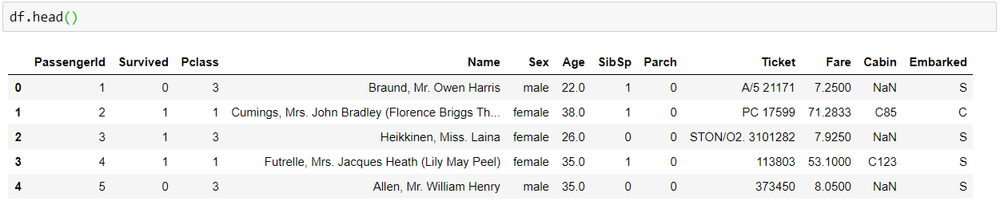 df.head()
PassengerId Survived Pclass Name Sex Age SibSp Parch Ticket Fare Cabin Embarked
0 1 0 3 Braund, Mr. Owen Harris male 22.0 1 0 A/5 21171 7.2500 NaN S
1 2 1 1 Cumings, Mrs. John Bradley (Florence Briggs Th... female 38.0 1 0 PC 17599 71.2833 C85 C
2 3 1 3 Heikkinen, Miss. Laina female 26.0 0 0 STON/O2. 3101282 7.9250 NaN S
3 4 1 1 Futrelle, Mrs. Jacques Heath (Lily May Peel) female 35.0 1 0 113803 53.1000 C123 S
4 5 0 3 Allen, Mr. William Henry male 35.0 0 0 373450 8.0500 NaN S